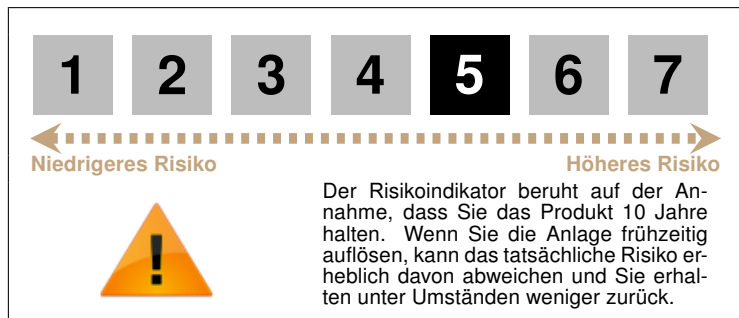 1 2 3 4 5 6 7
Niedrigeres Risiko Höheres Risiko
Der Risikoindikator beruht auf der An-
nahme, dass Sie das Produkt 10 Jahre
halten. Wenn Sie die Anlage frühzeitig
auflösen, kann das tatsächliche Risiko er-
heblich davon abweichen und Sie erhal-
ten unter Umständen weniger zurück.